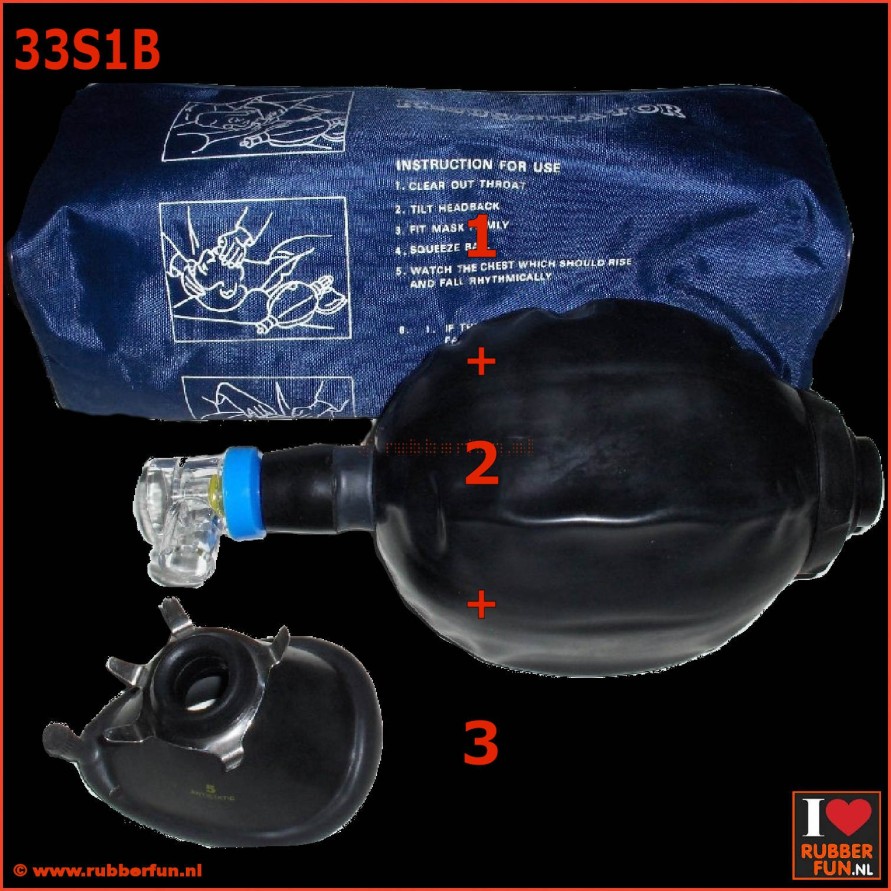 33S1B
INSTRUCTION FOR USE
1. CLEAR OUT THROAT
2. TILT HEADBACK
3. FIT MASK
4. SQUEEZE
5. WATCH THE CHEST WHICH SHOULD RISE
AND FALL RHYTHMICALLY
1
+
2
+
3
5
I ❤
RUBBER
FUN.NL
© www.rubberfun.nl